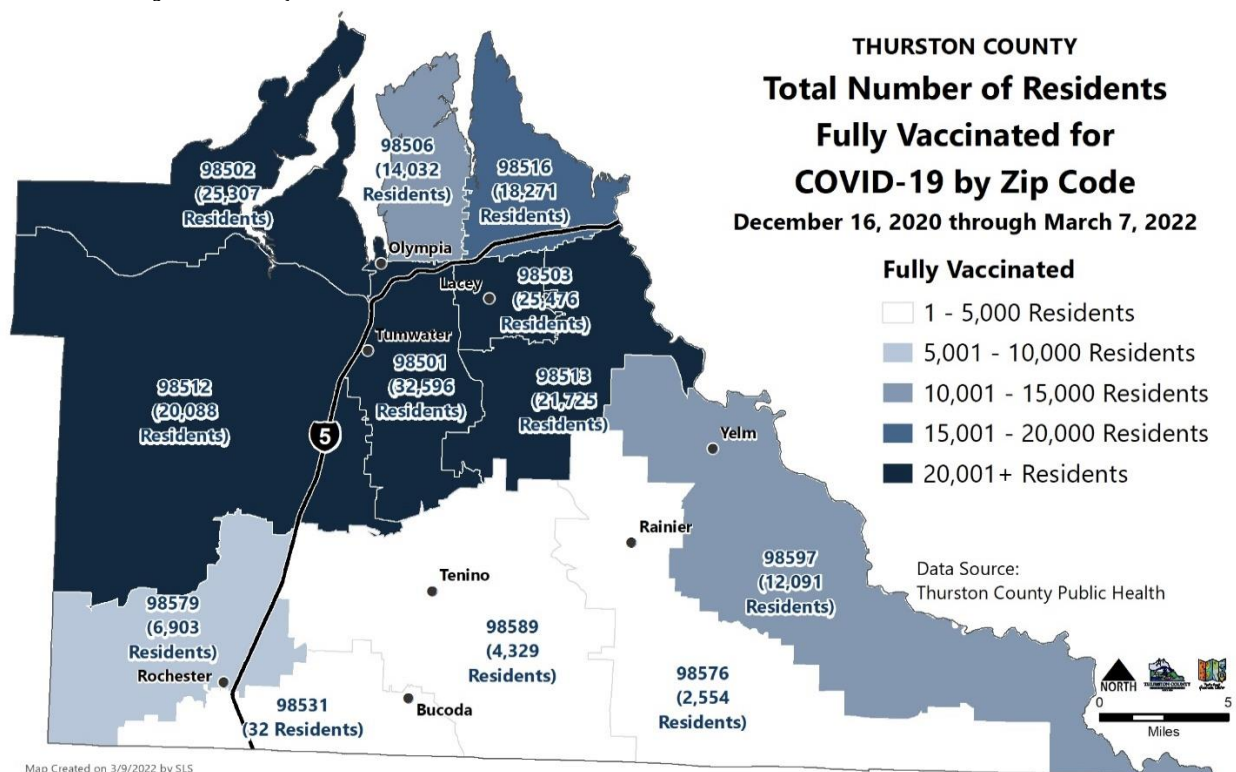 THURSTON COUNTY
Total Number of Residents
Fully Vaccinated for
COVID-19 by Zip Code
December 16, 2020 through March 7, 2022
Fully Vaccinated
1 - 5,000 Residents
5,001 - 10,000 Residents
10,001 - 15,000 Residents
15,001 - 20,000 Residents
20,001+ Residents
98502
(25,307
Residents)
98506
(14,032
Residents)
98516
(18,271
Residents)
Olympia
Lacey
98503
(25,476
Residents)
Tumwater
98501
(32,596
Residents)
98512
(20,088
Residents)
98513
(21,725
Residents)
5
Yelm
Rainier
98597
(12,091
Residents)
Tenino
98579
(6,903
Residents)
Rochester
98589
(4,329
Residents)
98576
(2,554
Residents)
98531
(32 Residents)
Bucoda
Data Source:
Thurston County Public Health
NORTH
THURSTON COUNTY
0 5
Miles
Map Created on 3/9/2022 by SLS